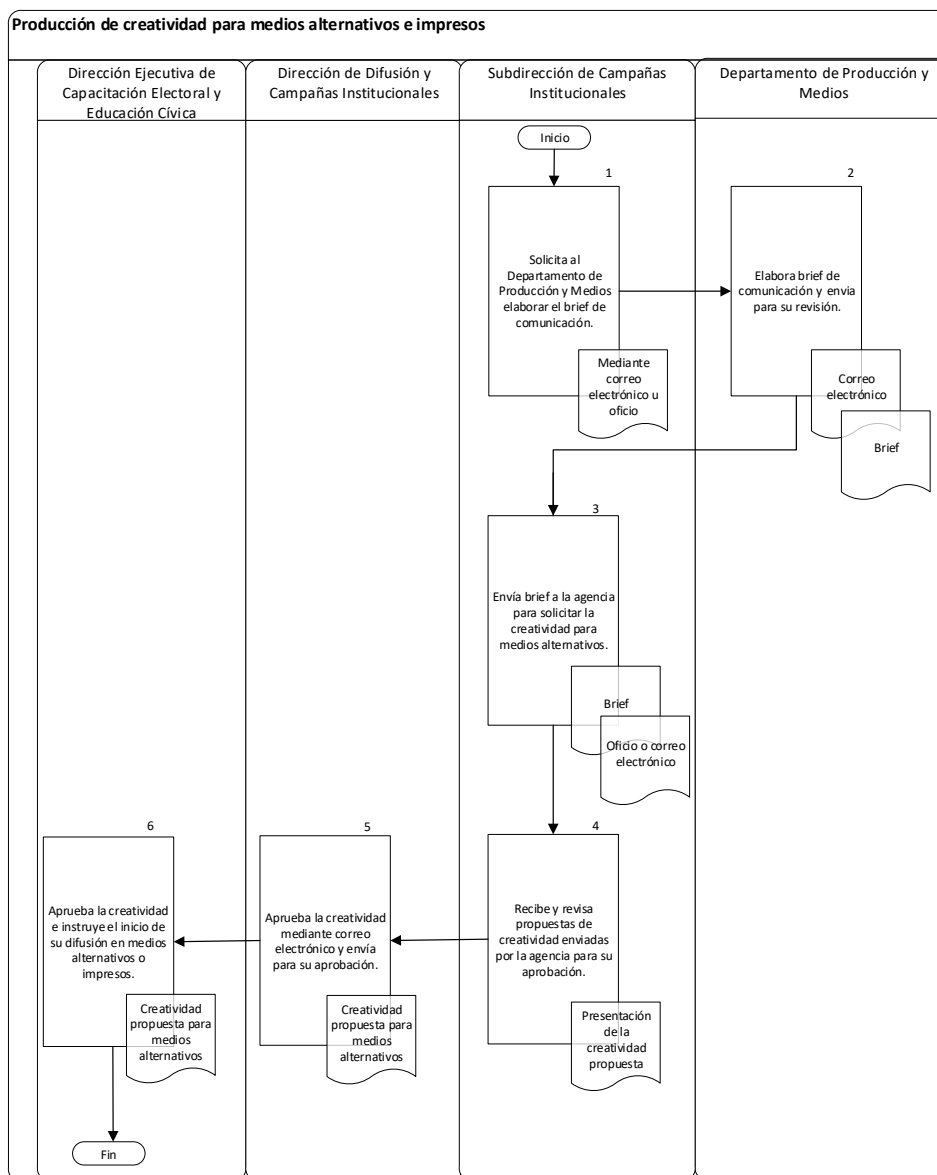 Producción de creatividad para medios alternativos e impresos
Dirección Ejecutiva de
Capacitación Electoral y
Educación Cívica
Dirección de Difusión y
Campañas Institucionales
Subdirección de Campañas
Institucionales
Departamento de Producción y
Medios
Inicio
1
Solicita al
Departamento de
Producción y Medios
elaborar el brief de
comunicación.
Mediante
correo
electrónico u
oficio
2
Elabora brief de
comunicación y envia
para su revisión.
Correo
electrónico
Brief
3
Envía brief a la agencia
para solicitar la
creatividad para
medios alternativos.
Brief
Oficio o correo
electrónico
4
Recibe y revisa
propuestas de
creatividad enviadas
por la agencia para su
aprobación.
Presentación
de la
creatividad
propuesta
5
Aprueba la creatividad
mediante correo
electrónico y envía
para su aprobación.
Creatividad
propuesta para
medios
alternativos
6
Aprueba la creatividad
e instruye el inicio de
su difusión en medios
alternativos o
impresos.
Creatividad
propuesta para
medios
alternativos
Fin